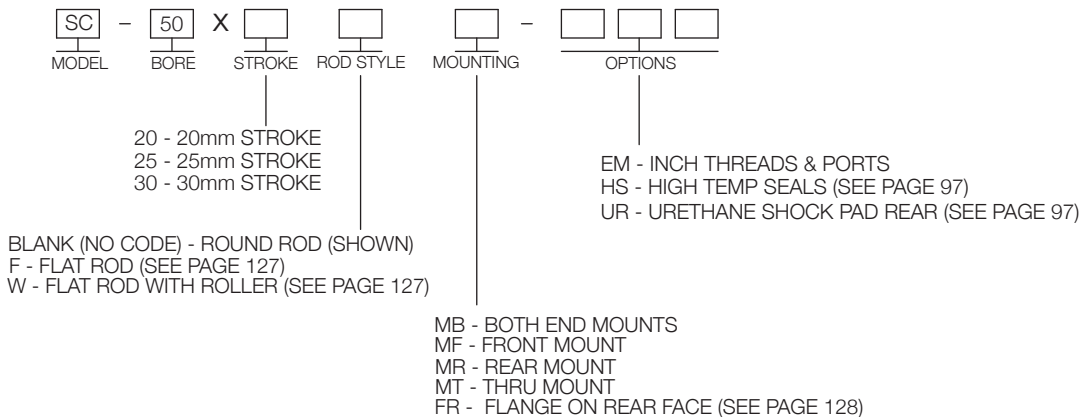 SC - 50 X -
MODEL BORE STROKE ROD STYLE MOUNTING OPTIONS
20 - 20mm STROKE
25 - 25mm STROKE
30 - 30mm STROKE
EM - INCH THREADS & PORTS
HS - HIGH TEMP SEALS (SEE PAGE 97)
UR - URETHANE SHOCK PAD REAR (SEE PAGE 97)
BLANK (NO CODE) - ROUND ROD (SHOWN)
F - FLAT ROD (SEE PAGE 127)
W - FLAT ROD WITH ROLLER (SEE PAGE 127)
MB - BOTH END MOUNTS
MF - FRONT MOUNT
MR - REAR MOUNT
MT - THRU MOUNT
FR - FLANGE ON REAR FACE (SEE PAGE 128)